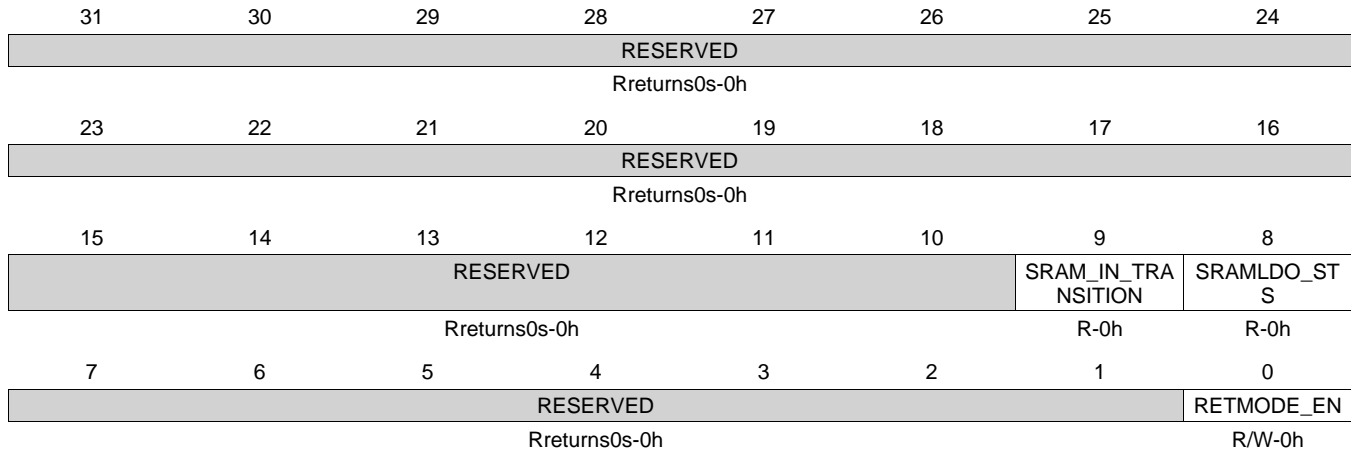 31 30 29 28 27 26 25 24
RESERVED
Rreturns0s-0h
23 22 21 20 19 18 17 16
RESERVED
Rreturns0s-0h
15 14 13 12 11 10 9 8
RESERVED SRAM_IN_TRA SRAMLDO_ST
NSITION S
Rreturns0s-0h R-0h R-0h
7 6 5 4 3 2 1 0
RESERVED RETMODE_EN
Rreturns0s-0h R/W-0h